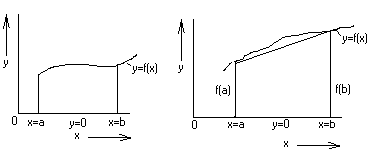 y
y=f(x)
0
x=a
y=0
x=b
x
y
y=f(x)
f(a)
f(b)
0
x=a
y=0
x=b
x